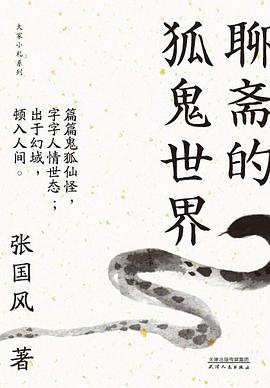 大家小札系列
聊斋的
狐鬼世界
篇篇鬼狐仙怪，
字字人情世态；
出于幻域，
顿入人间。
张国风 著
天津出版传媒集团
天津人民出版社